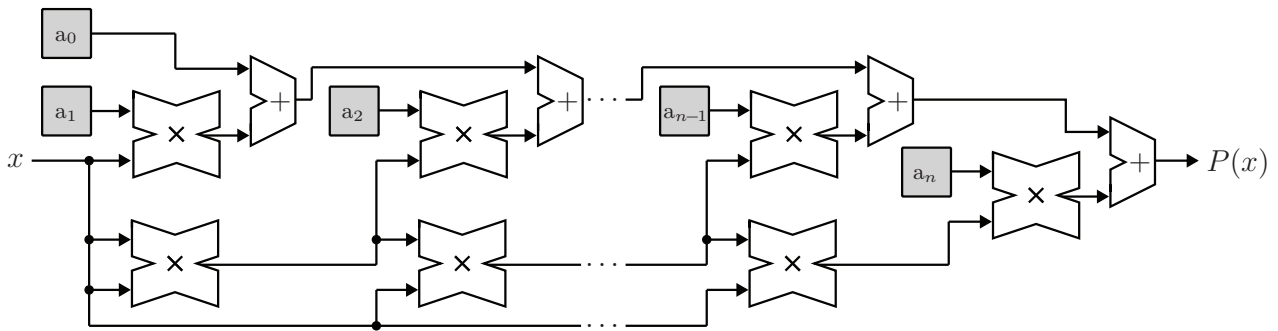 a₀
+ + · · · +
a₁ × a₂ × aₙ₋₁ ×
x aₙ × + P(x)
× × · · · ×
· · ·